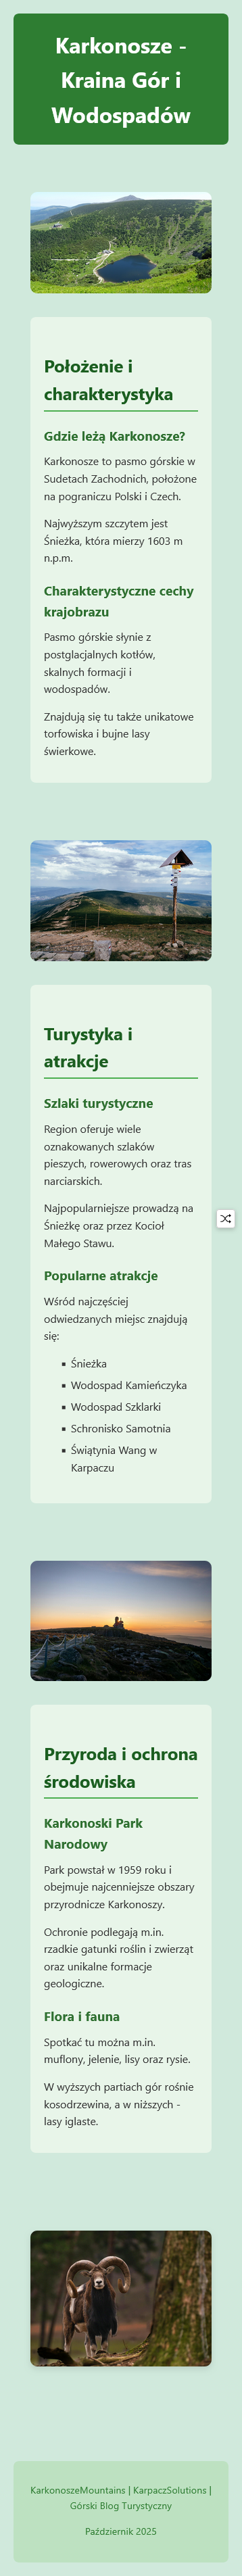 Karkonosze -
Kraina Gór i
Wodospadów
Położenie i
charakterystyka
Gdzie leżą Karkonosze?
Karkonosze to pasmo górskie w
Sudetach Zachodnich, położone
na pograniczu Polski i Czech.
Najwyższym szczytem jest
Śnieżka, która mierzy 1603 m
n.p.m.
Charakterystyczne cechy
krajobrazu
Pasmo górskie słynie z
postglacjalnych kotłów,
skalnych formacji i
wodospadów.
Znajdują się tu także unikatowe
torfowiska i bujne lasy
świerkowe.
Turystyka i
atrakcje
Szlaki turystyczne
Region oferuje wiele
oznakowanych szlaków
pieszych, rowerowych oraz tras
narciarskich.
Najpopularniejsze prowadzą na
Śnieżkę oraz przez Kocioł
Małego Stawu.
Popularne atrakcje
Wśród najczęściej
odwiedzanych miejsc znajdują
się:
▪ Śnieżka
▪ Wodospad Kamieńczyka
▪ Wodospad Szklarki
▪ Schronisko Samotnia
▪ Świątynia Wang w
Karpaczu
Przyroda i ochrona
środowiska
Karkonoski Park
Narodowy
Park powstał w 1959 roku i
obejmuje najcenniejsze obszary
przyrodnicze Karkonoszy.
Ochronie podlegają m.in.
rzadkie gatunki roślin i zwierząt
oraz unikalne formacje
geologiczne.
Flora i fauna
Spotkać tu można m.in.
muflony, jelenie, lisy oraz rysie.
W wyższych partiach gór rośnie
kosodrzewina, a w niższych -
lasy iglaste.
KarkonoszeMountains | KarpaczSolutions |
Górski Blog Turystyczny
Październik 2025